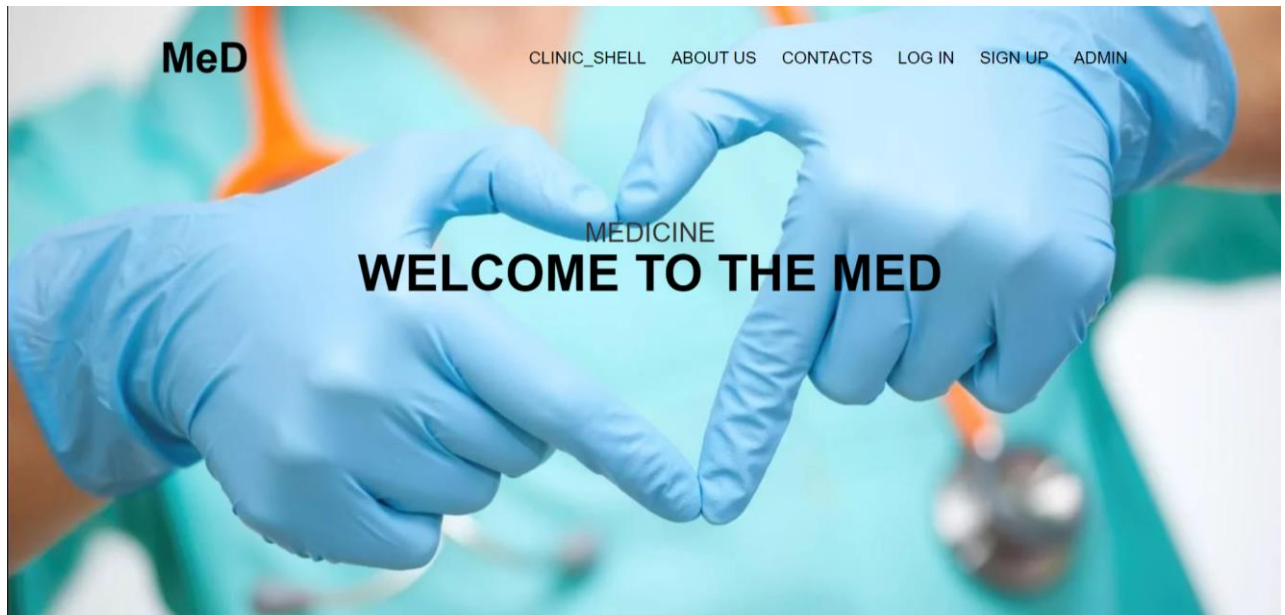 MeD
CLINIC_SHELL ABOUT US CONTACTS LOG IN SIGN UP ADMIN
MEDICINE
WELCOME TO THE MED